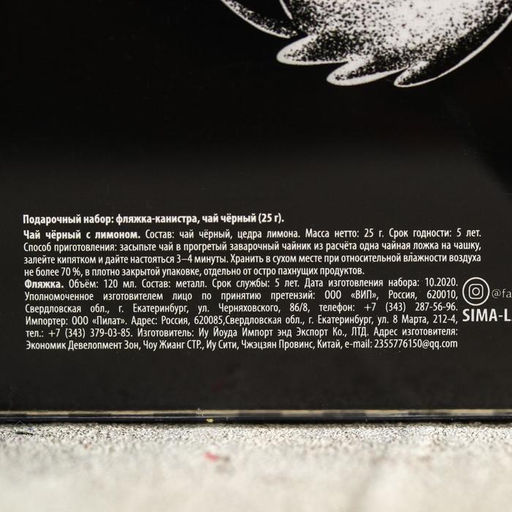 Подарочный набор: фляжка-канистра, чай чёрный (25 г).
Чай чёрный с лимоном. Состав: чай чёрный, цедра лимона. Масса нетто: 25 г. Срок годности: 5 лет.
Способ приготовления: засыпьте чай в прогретый заварочный чайник из расчёта одна чайная ложка на чашку,
залейте кипятком и дайте настояться 3–4 минуты. Хранить в сухом месте при относительной влажности воздуха
не более 70 %, в плотно закрытой упаковке, отдельно от остро пахнущих продуктов.
Фляжка. Объём: 120 мл. Состав: металл. Срок службы: 5 лет. Дата изготовления набора: 10.2020.
Уполномоченное изготовителем лицо по принятию претензий: ООО «ВИП», Россия, 620010,
Свердловская обл., г. Екатеринбург, ул. Черняховского, 86/8, телефон: +7 (343) 287-56-96.
Импортер: ООО «Пилат». Адрес: Россия, 620085,Свердловская обл., г. Екатеринбург, ул. 8 Марта, 212-4,
тел.: +7 (343) 379-03-85. Изготовитель: Иу Йоуда Импорт энд Экспорт Ко., ЛТД. Адрес изготовителя:
Экономик Девелопмент Зон, Чоу Жианг СТР., Иу Сити, Чжэцзян Провинс, Китай, e-mail: 2355776150@qq.com
@fa
SIMA-L